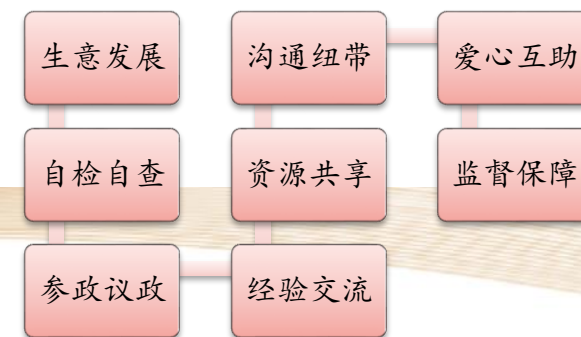 生意发展
自检自查
参政议政
经验交流
资源共享
沟通纽带
爱心互助
监督保障